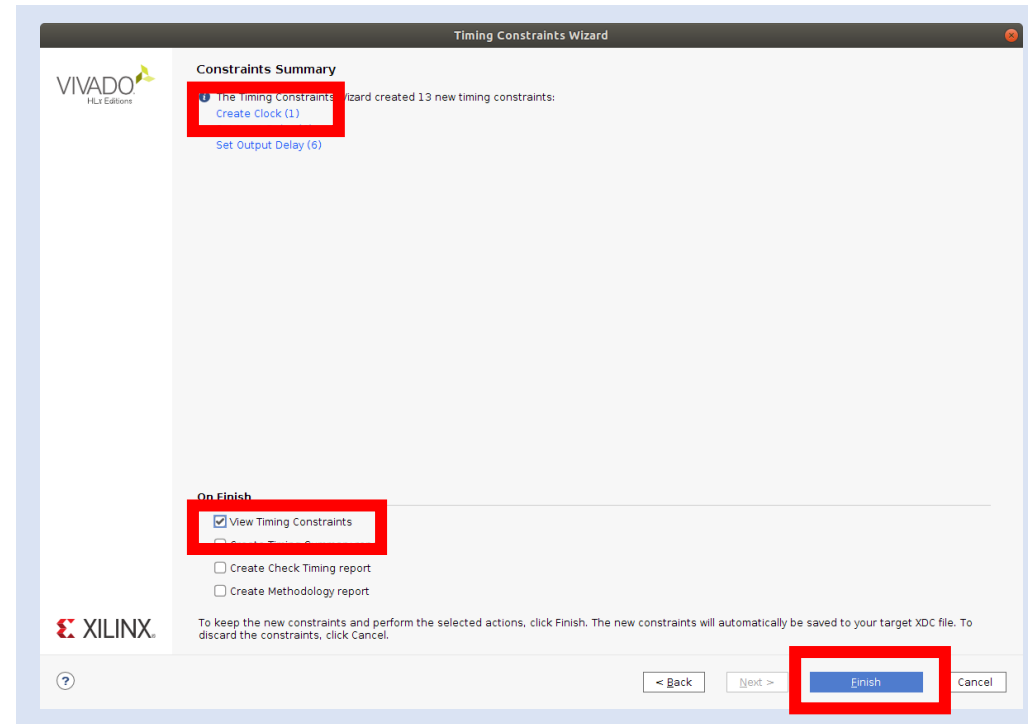 Timing Constraints Wizard
VIVADO
HLx Editions
Constraints Summary
The Timing Constraints Wizard created 13 new timing constraints:
Create Clock (1)
Set Output Delay (6)
On Finish
View Timing Constraints
Create Check Timing report
Create Methodology report
XILINX
To keep the new constraints and perform the selected actions, click Finish. The new constraints will automatically be saved to your target XDC file. To
discard the constraints, click Cancel.
?
< Back
Next >
Finish
Cancel